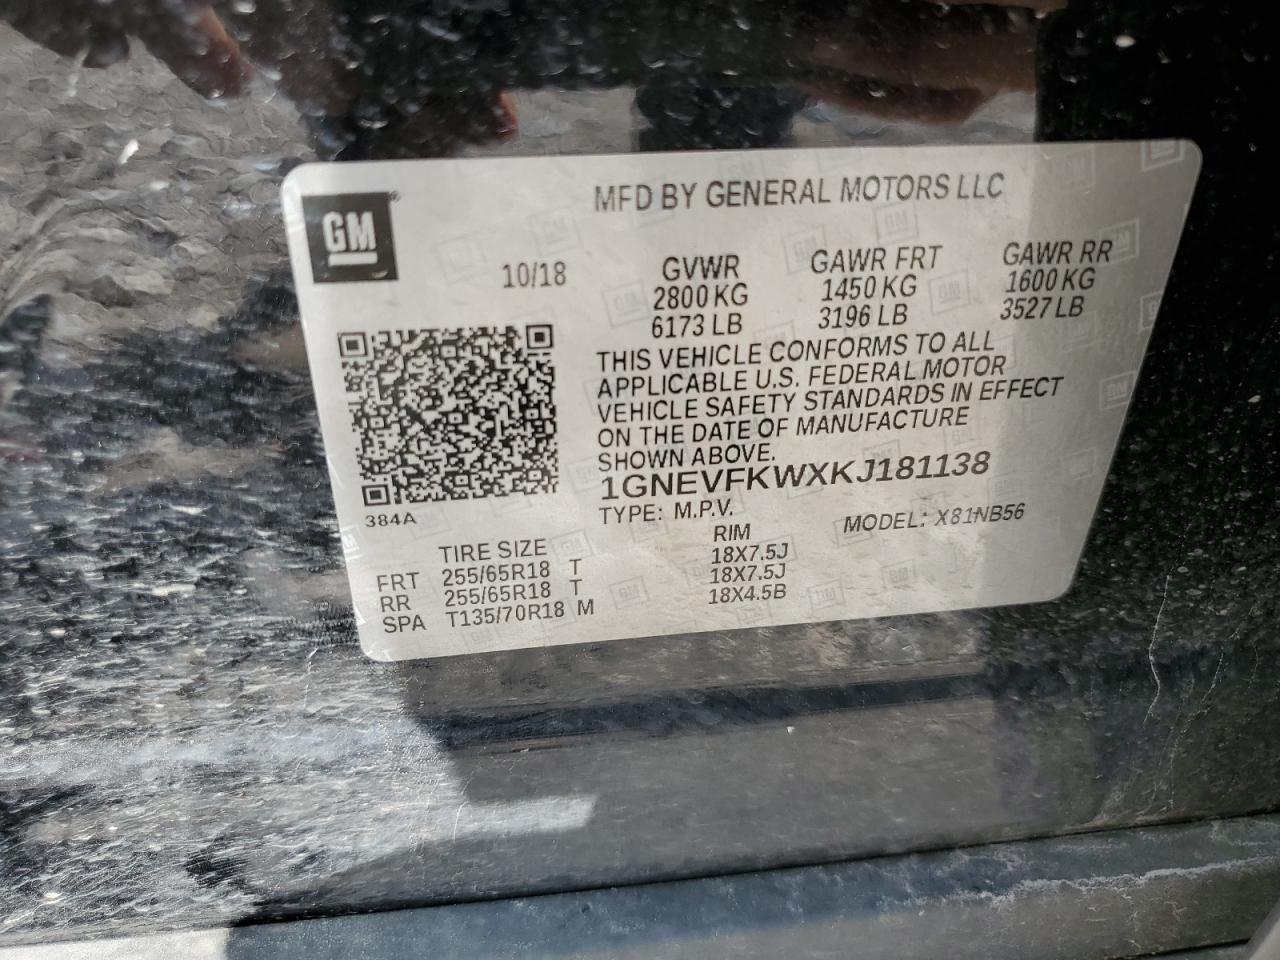 GM
MFD BY GENERAL MOTORS LLC
10/18
GVWR GAWR FRT GAWR RR
2800 KG 1450 KG 1600 KG
6173 LB 3196 LB 3527 LB
THIS VEHICLE CONFORMS TO ALL
APPLICABLE U.S. FEDERAL MOTOR
VEHICLE SAFETY STANDARDS IN EFFECT
ON THE DATE OF MANUFACTURE
SHOWN ABOVE.
1GNEVFKWXKJ181138
384A
TYPE: M.P.V. MODEL: X81NB56
TIRE SIZE RIM
FRT 255/65R18 T 18X7.5J
RR 255/65R18 T 18X7.5J
SPA T135/70R18 M 18X4.5B